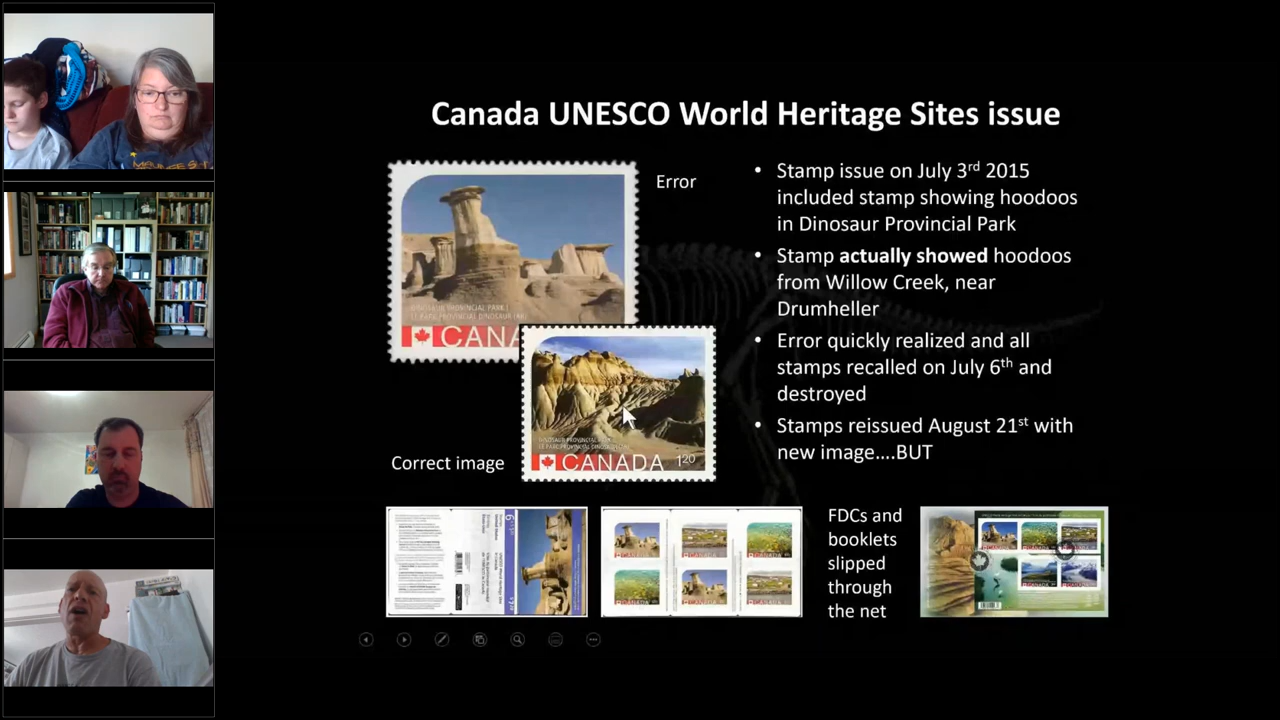 Canada UNESCO World Heritage Sites issue
Error
CANA
DINOSAUR PROVINCIAL PARK
LE PARC PROVINCIAL DINOSAUR
CANADA 1.20
Correct image
• Stamp issue on July 3rd 2015
included stamp showing hoodoos
in Dinosaur Provincial Park
• Stamp actually showed hoodoos
from Willow Creek, near
Drumheller
• Error quickly realized and all
stamps recalled on July 6th and
destroyed
• Stamps reissued August 21st with
new image....BUT
FDCs and
booklets
slipped
through
the net